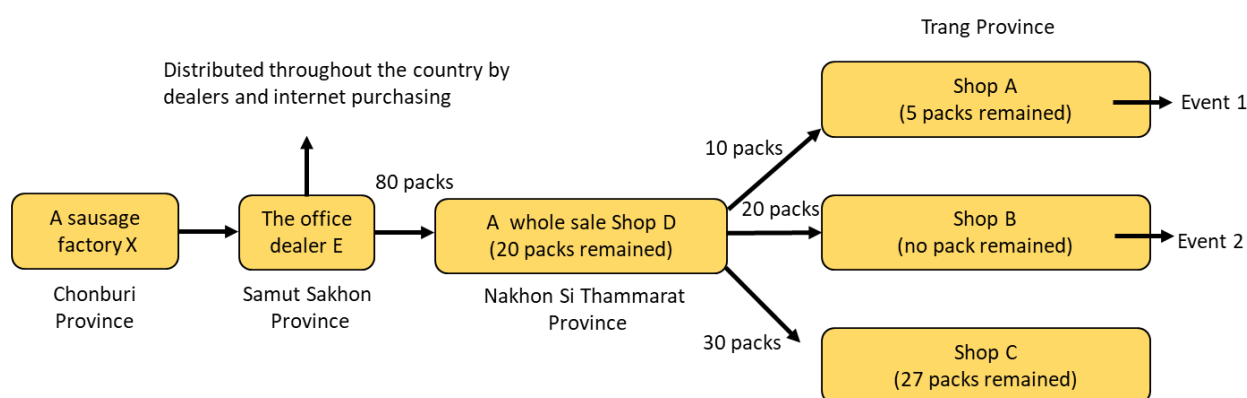 Trang Province
Distributed throughout the country by
dealers and internet purchasing
Shop A
(5 packs remained)
Event 1
10 packs
80 packs
A sausage
factory X
The office
dealer E
A  whole sale Shop D
(20 packs remained)
20 packs
Shop B
(no pack remained)
Event 2
Chonburi
Province
Samut Sakhon
Province
Nakhon Si Thammarat
Province
30 packs
Shop C
(27 packs remained)